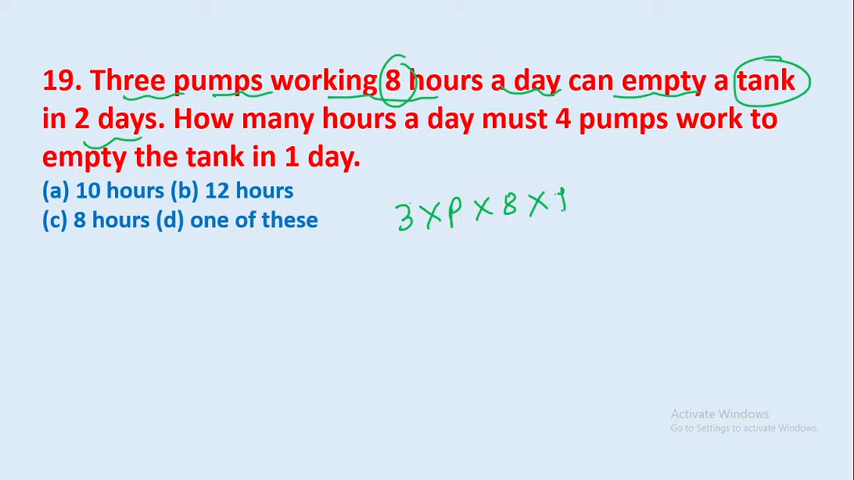 19. Three pumps working 8 hours a day can empty a tank
in 2 days. How many hours a day must 4 pumps work to
empty the tank in 1 day.
(a) 10 hours (b) 12 hours
(c) 8 hours (d) one of these
3 × P × 8 ×
Activate Windows
Go to Settings to activate Windows.